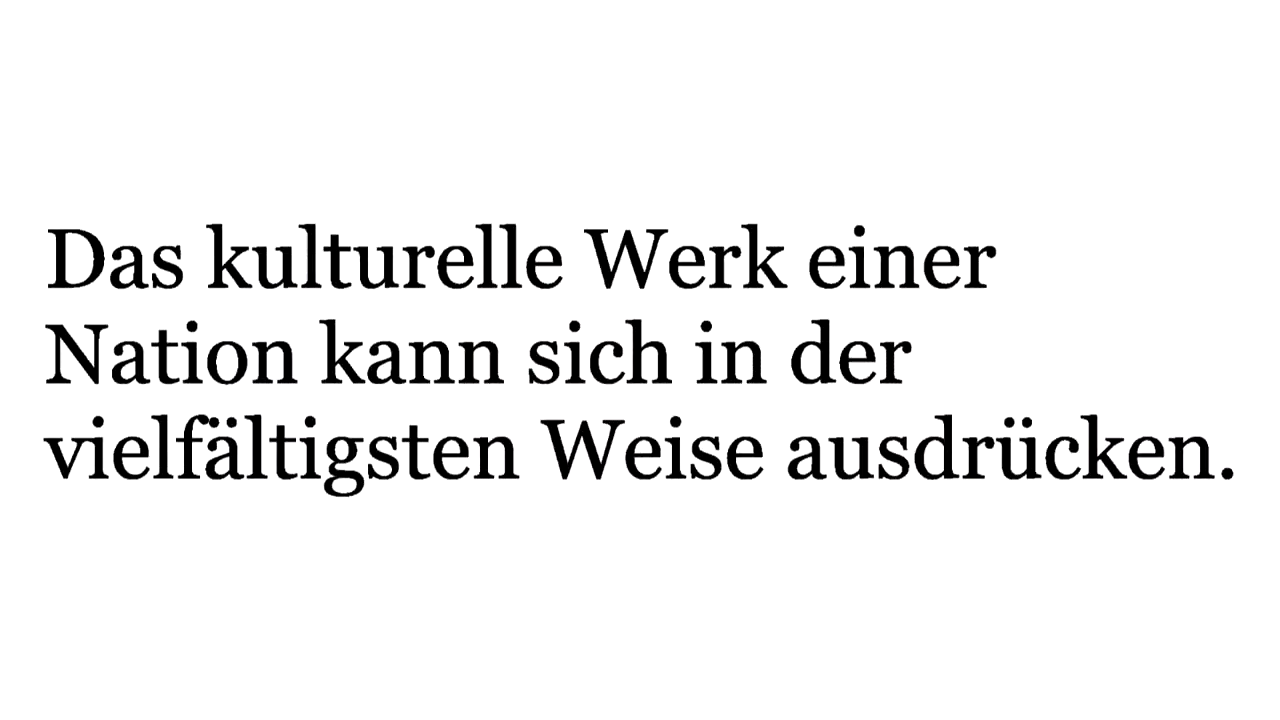 Das kulturelle Werk einer
Nation kann sich in der
vielfältigsten Weise ausdrücken.